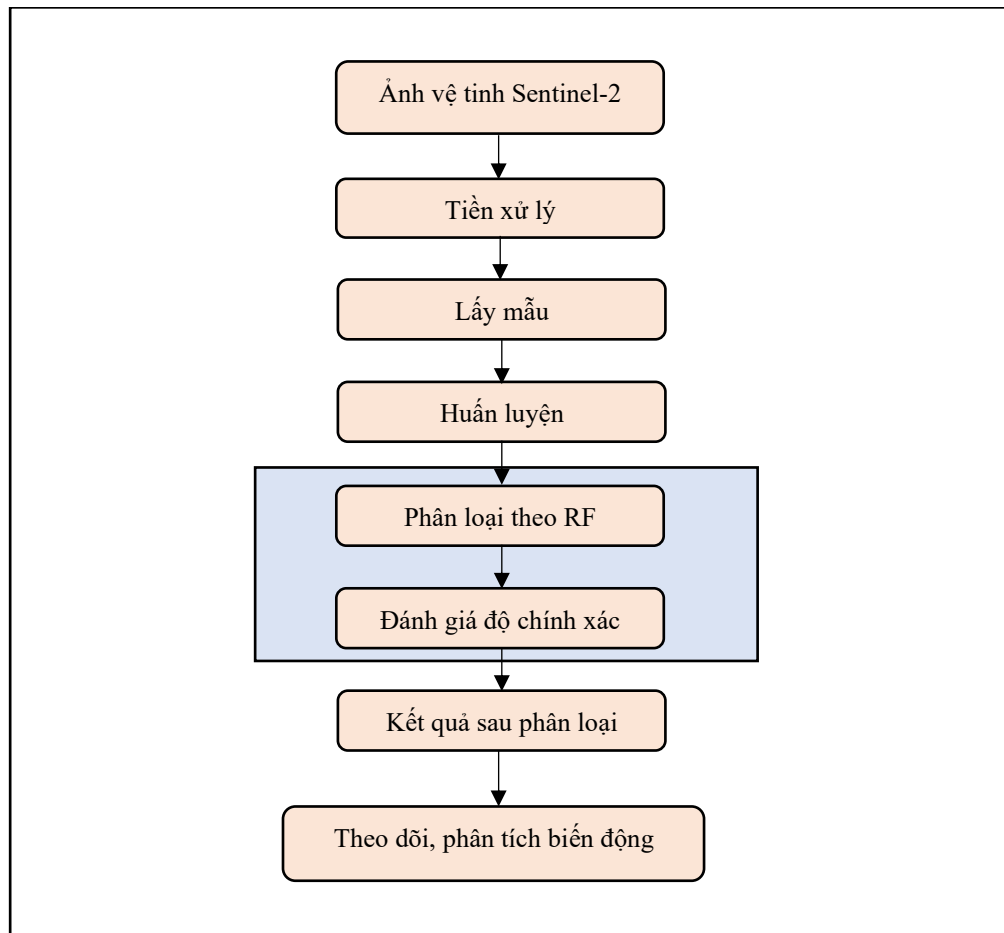 Ảnh vệ tinh Sentinel-2
Tiền xử lý
Lấy mẫu
Huấn luyện
Phân loại theo RF
Đánh giá độ chính xác
Kết quả sau phân loại
Theo dõi, phân tích biến động